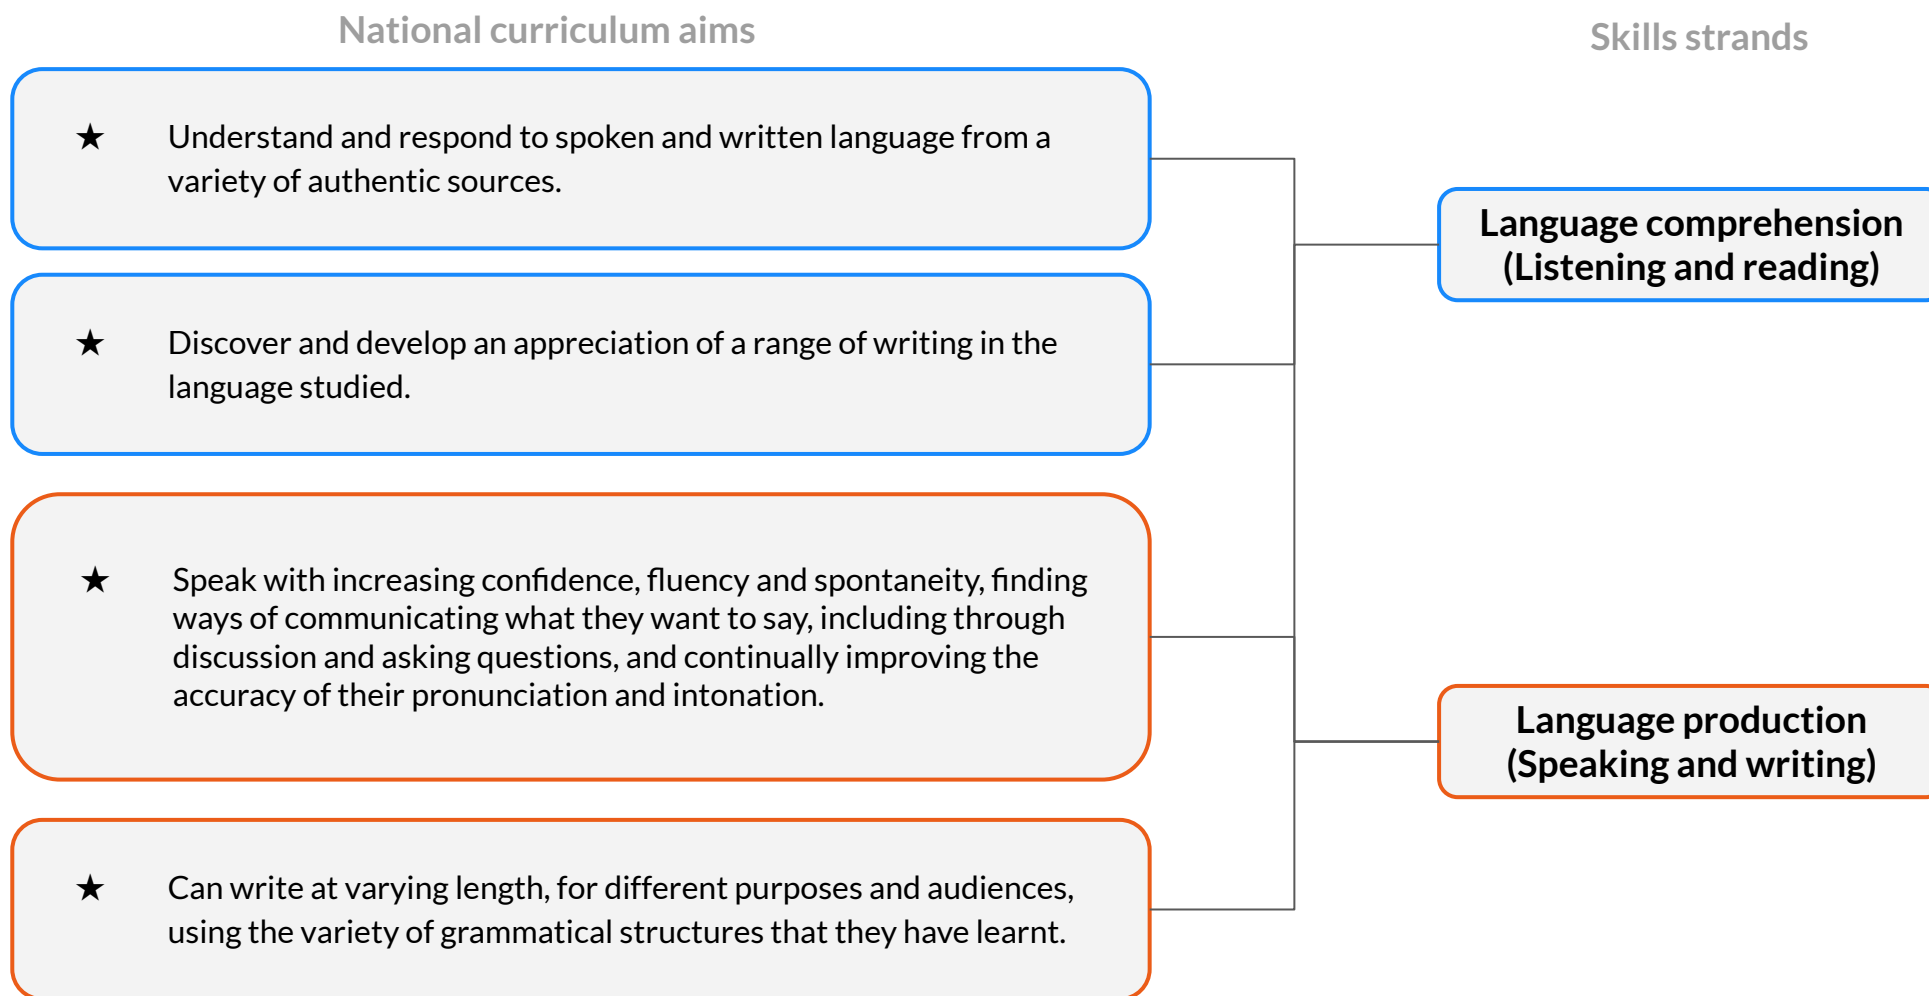 National curriculum aims
Skills strands
★ Understand and respond to spoken and written language from a
variety of authentic sources.
★ Discover and develop an appreciation of a range of writing in the
language studied.
★ Speak with increasing confidence, fluency and spontaneity, finding
ways of communicating what they want to say, including through
discussion and asking questions, and continually improving the
accuracy of their pronunciation and intonation.
★ Can write at varying length, for different purposes and audiences,
using the variety of grammatical structures that they have learnt.
Language comprehension
(Listening and reading)
Language production
(Speaking and writing)